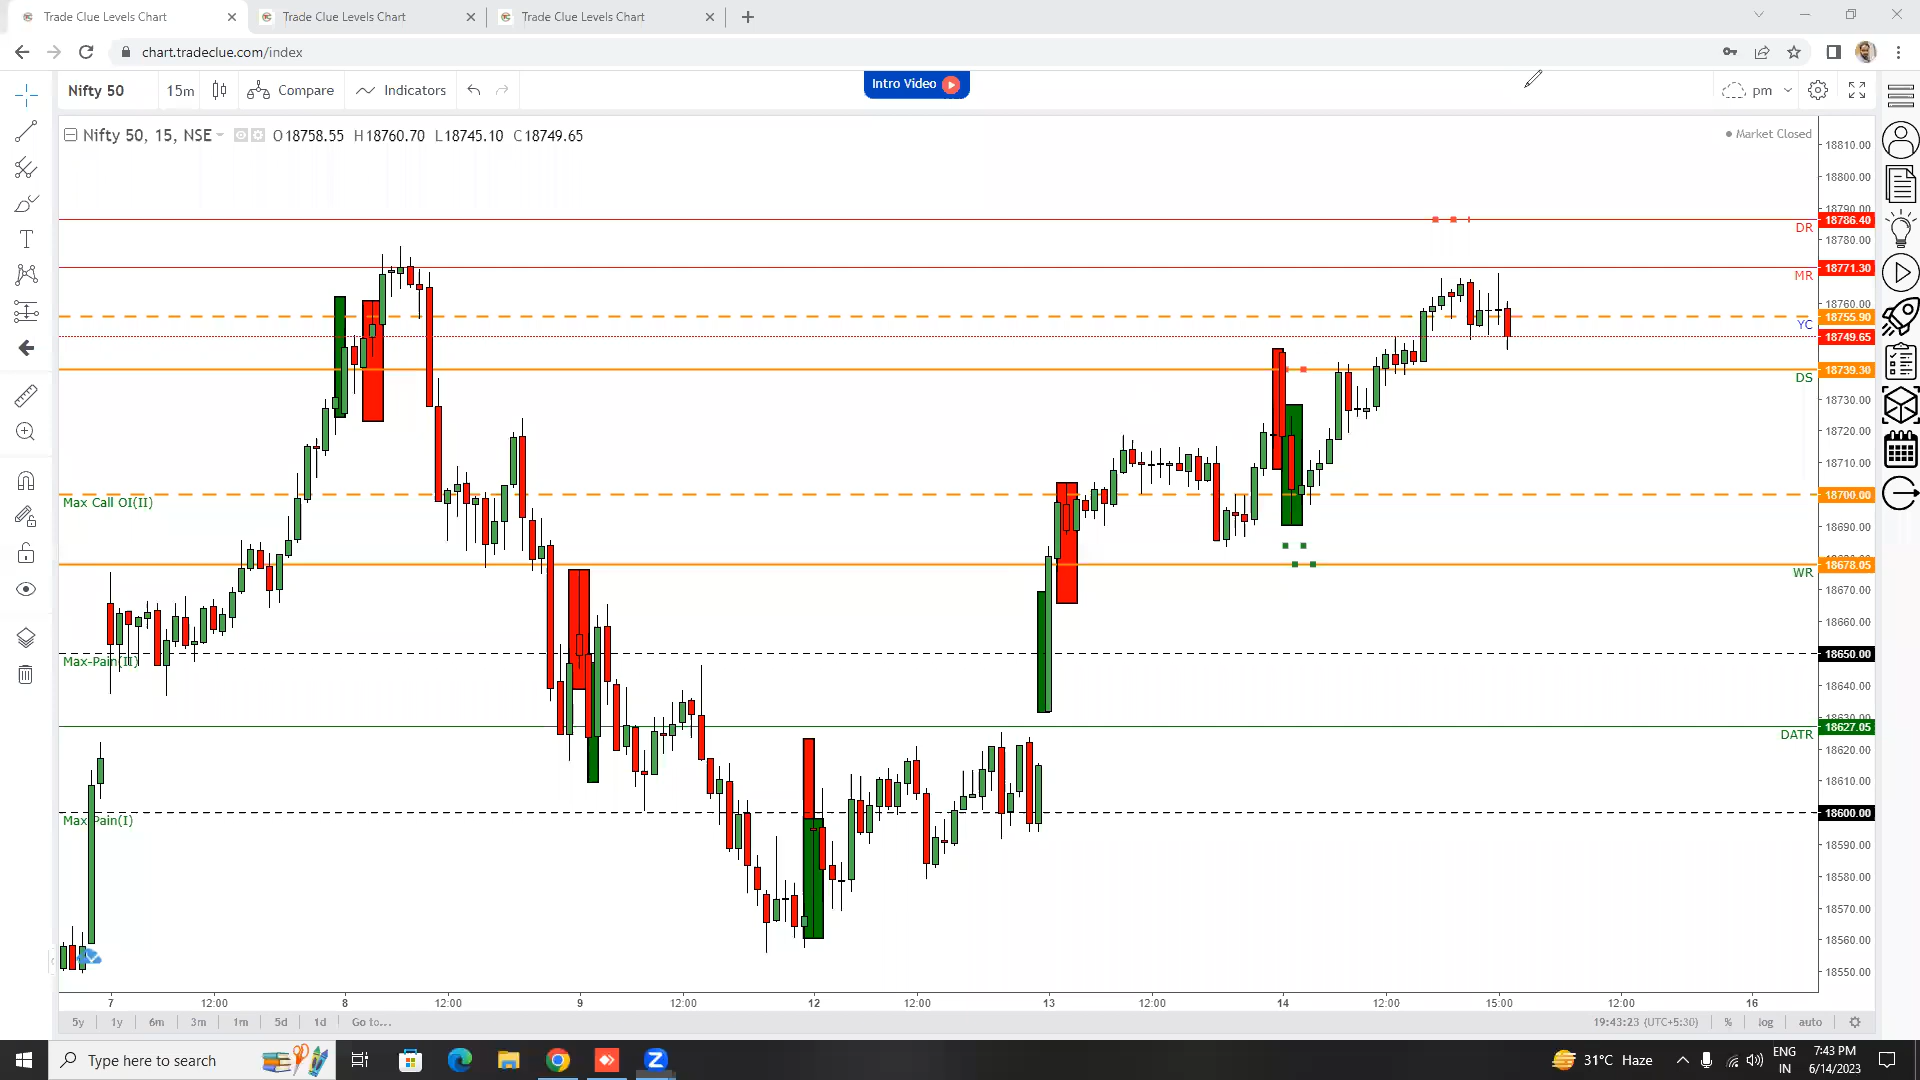 Trade Clue Levels Chart
Trade Clue Levels Chart
Trade Clue Levels Chart
chart.tradeclue.com/index
Nifty 50
15m
Compare
Indicators
Intro Video
pm
Nifty 50, 15, NSE
O18758.55 H18760.70 L18745.10 C18749.65
Market Closed
18810.00
18800.00
18790.00
18786.40
DR
18780.00
18771.30
MR
18760.00
18755.90
YC
18749.65
18739.30
DS
18730.00
18720.00
18710.00
18700.00
Max Call OI(II)
18690.00
18678.05
WR
18670.00
18660.00
18650.00
Max-Pain(II)
18640.00
18630.00
18627.05
DATR
18620.00
18610.00
18600.00
Max Pain(I)
18590.00
18580.00
18570.00
18560.00
18550.00
7 12:00 8 12:00 9 12:00 12 12:00 13 12:00 14 12:00 15:00 12:00 16
5y 1y 6m 3m 1m 5d 1d Go to...
19:43:23 (UTC+5:30) % log auto
Type here to search
31°C Haze
ENG
IN
7:43 PM
6/14/2023